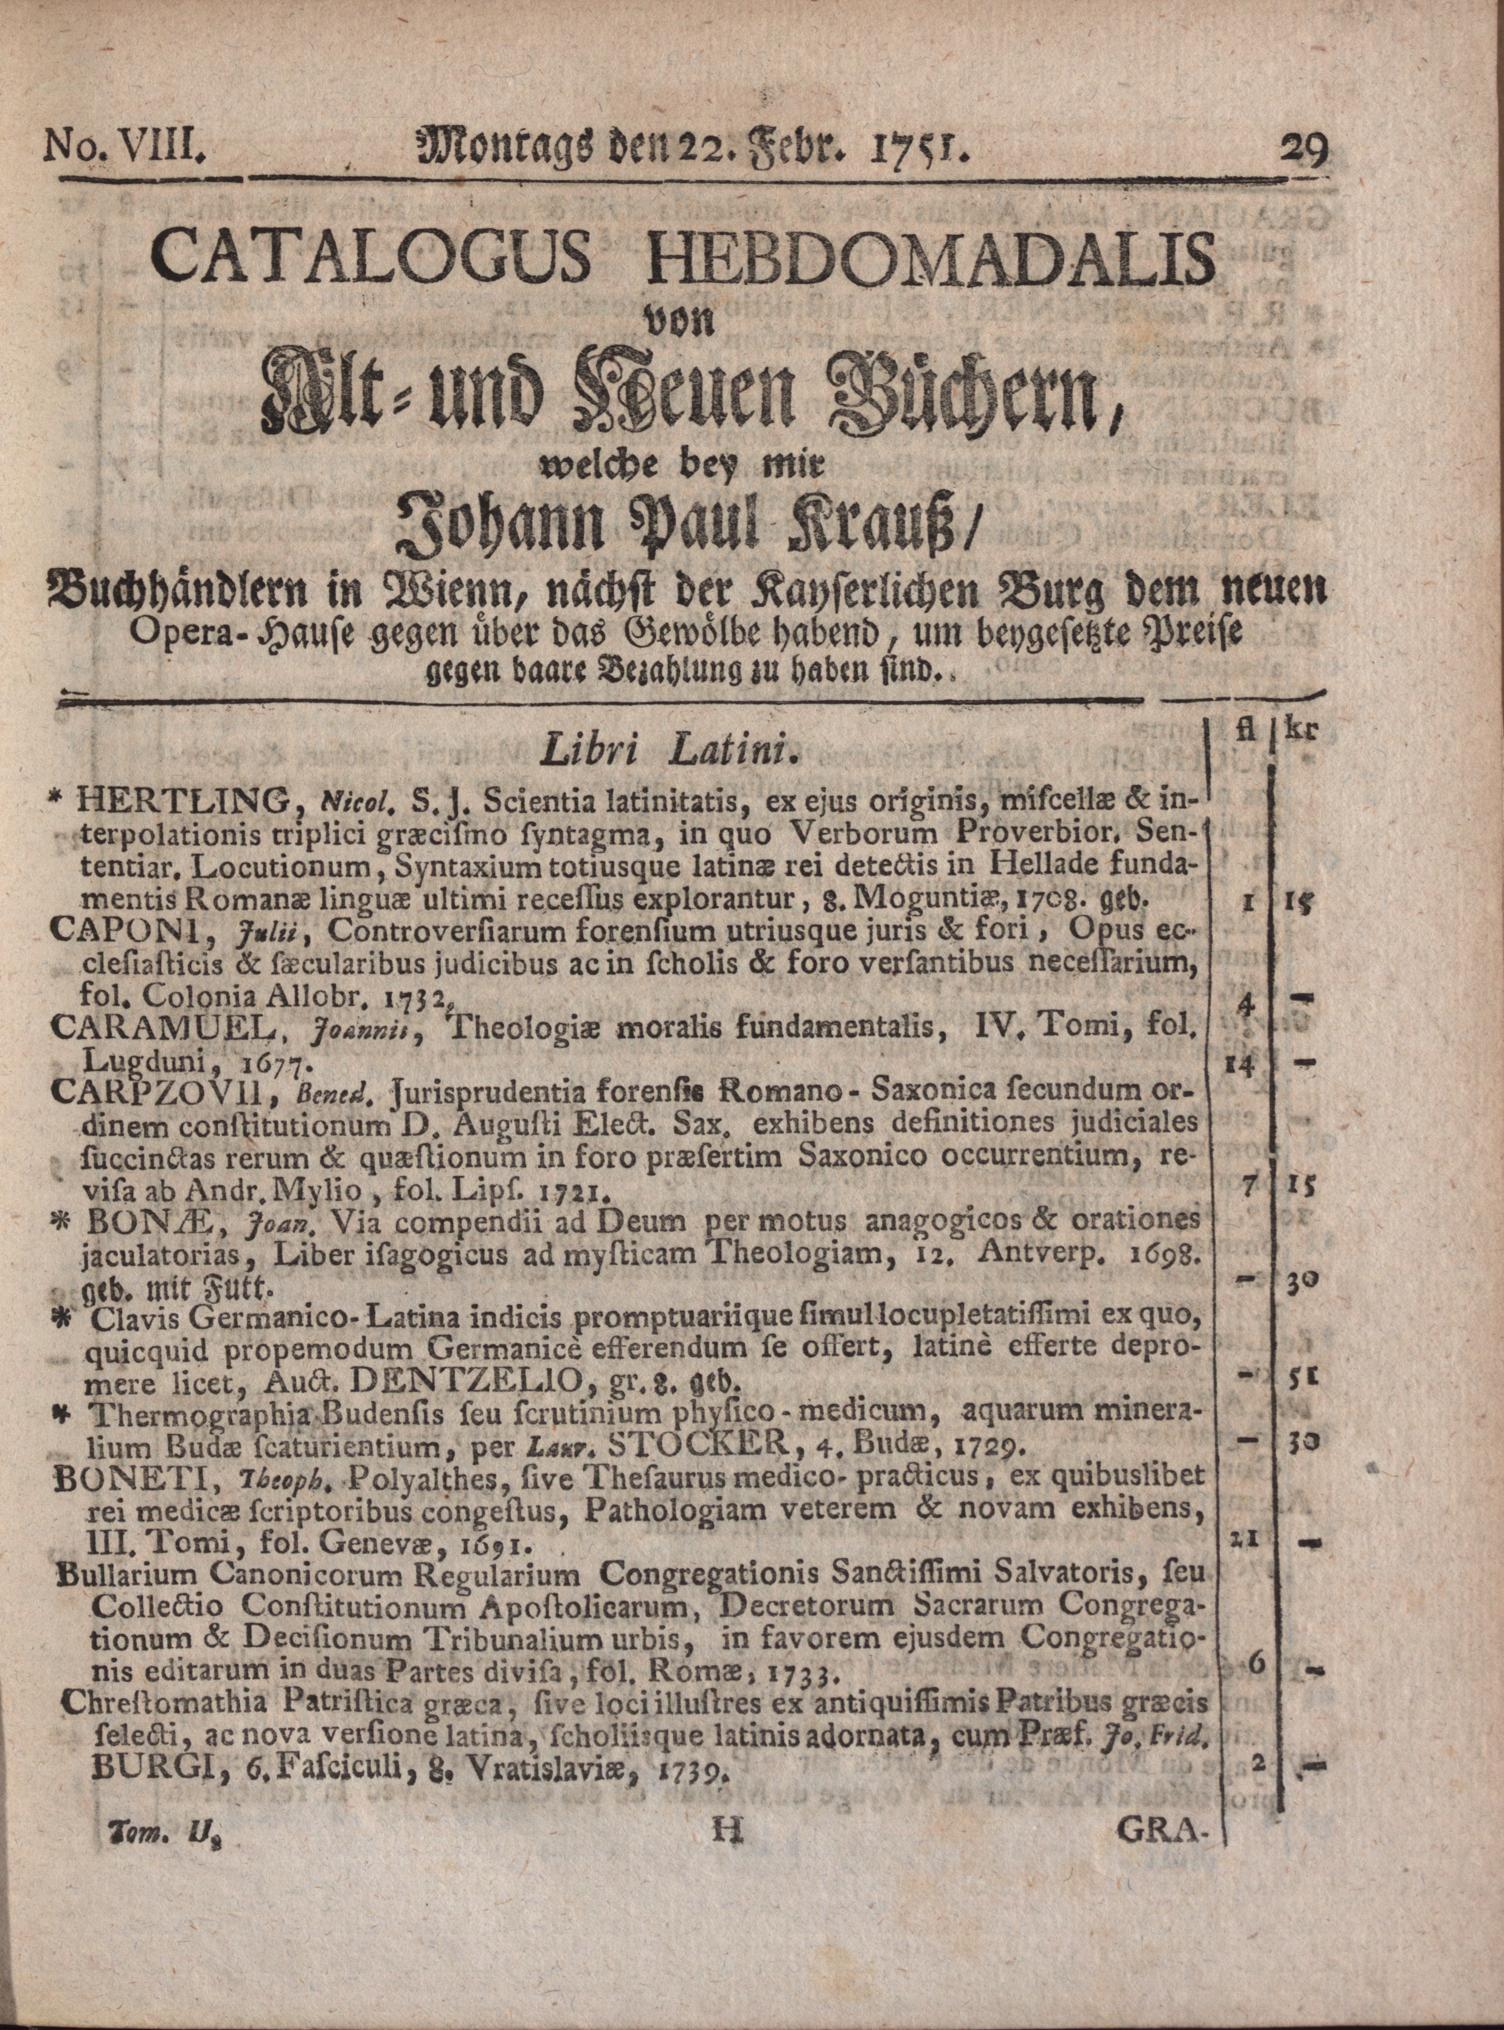 No. VIII. Montags den 22. Febr. 1751. 29
CATALOGUS HEBDOMADALIS
von
Alt- und Neuen Büchern,
welche bey mir
Johann Paul Krauß/
Buchhändlern in Wienn, nächst der Kayserlichen Burg dem neuen
Opera-Hause gegen über das Gewölbe habend, um beygesetzte Preise
gegen baare Bezahlung zu haben sind.
Libri Latini. fl kr
* HERTLING, Nicol. S. J. Scientia latinitatis, ex ejus originis, miſcellæ & in-
terpolationis triplici græciſmo ſyntagma, in quo Verborum Proverbior. Sen-
tentiar. Locutionum, Syntaxium totiusque latinæ rei detectis in Hellade funda-
mentis Romanæ linguæ ultimi receſſus explorantur, 8. Moguntiæ, 1708. geb. 1 15
CAPONI, Julii, Controverſiarum forenſium utriusque juris & fori, Opus ec-
cleſiaſticis & ſæcularibus judicibus ac in ſcholis & foro verſantibus neceſſarium,
fol. Colonia Allobr. 1732. 4 —
CARAMUEL, Joannis, Theologiæ moralis fundamentalis, IV. Tomi, fol.
Lugduni, 1677. 14 —
CARPZOVII, Bened. Jurisprudentia forenſis Romano-Saxonica ſecundum or-
dinem conſtitutionum D. Auguſti Elect. Sax. exhibens definitiones judiciales
ſuccinctas rerum & quæſtionum in foro præſertim Saxonico occurrentium, re-
viſa ab Andr. Mylio, fol. Lipſ. 1721. 7 15
* BONÆ, Joan. Via compendii ad Deum per motus anagogicos & orationes
jaculatorias, Liber iſagogicus ad myſticam Theologiam, 12. Antverp. 1698.
geb. mit Futt. — 30
* Clavis Germanico-Latina indicis promptuariique ſimul locupletatiſſimi ex quo,
quicquid propemodum Germanicè efferendum ſe offert, latinè efferte depro-
mere licet, Auct. DENTZELIO, gr. 8. geb. — 51
* Thermographia Budenſis ſeu ſcrutinium phyſico-medicum, aquarum minera-
lium Budæ ſcaturientium, per Laur. STOCKER, 4. Budæ, 1729. — 30
BONETI, Theoph. Polyalthes, ſive Theſaurus medico-practicus, ex quibuslibet
rei medicæ ſcriptoribus congeſtus, Pathologiam veterem & novam exhibens,
III. Tomi, fol. Genevæ, 1691. 21 —
Bullarium Canonicorum Regularium Congregationis Sanctiſſimi Salvatoris, ſeu
Collectio Conſtitutionum Apoſtolicarum, Decretorum Sacrarum Congrega-
tionum & Deciſionum Tribunalium urbis, in favorem ejusdem Congregatio-
nis editarum in duas Partes diviſa, fol. Romæ, 1733. 6 —
Chreſtomathia Patriſtica græca, ſive loci illuſtres ex antiquiſſimis Patribus græcis
ſelecti, ac nova verſione latina, ſcholiisque latinis adornata, cum Præf. Jo. Frid.
BURGI, 6. Faſciculi, 8. Vratislaviæ, 1739. 2 —
Tom. II. H GRA-